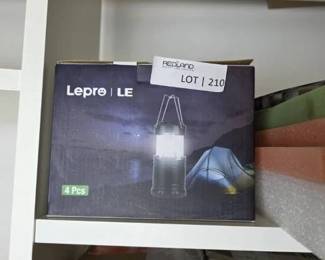 REDLAND
LOT | 210
Lepro | LE
4 Pcs